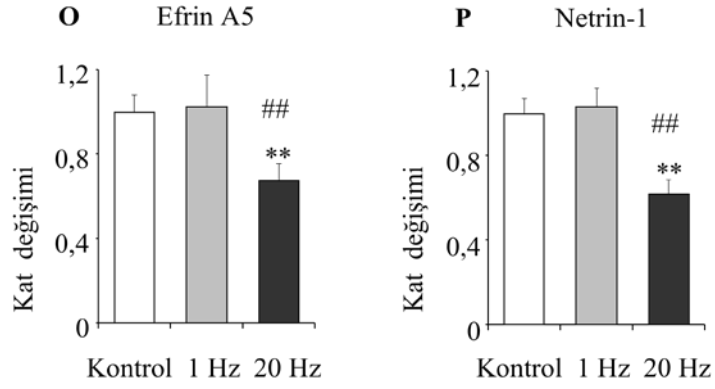 O Efrin A5
1,2
0,8
0,4
0
Kat değişimi
##
**
Kontrol 1 Hz 20 Hz
P Netrin-1
1,2
0,8
0,4
0
Kat değişimi
##
**
Kontrol 1 Hz 20 Hz